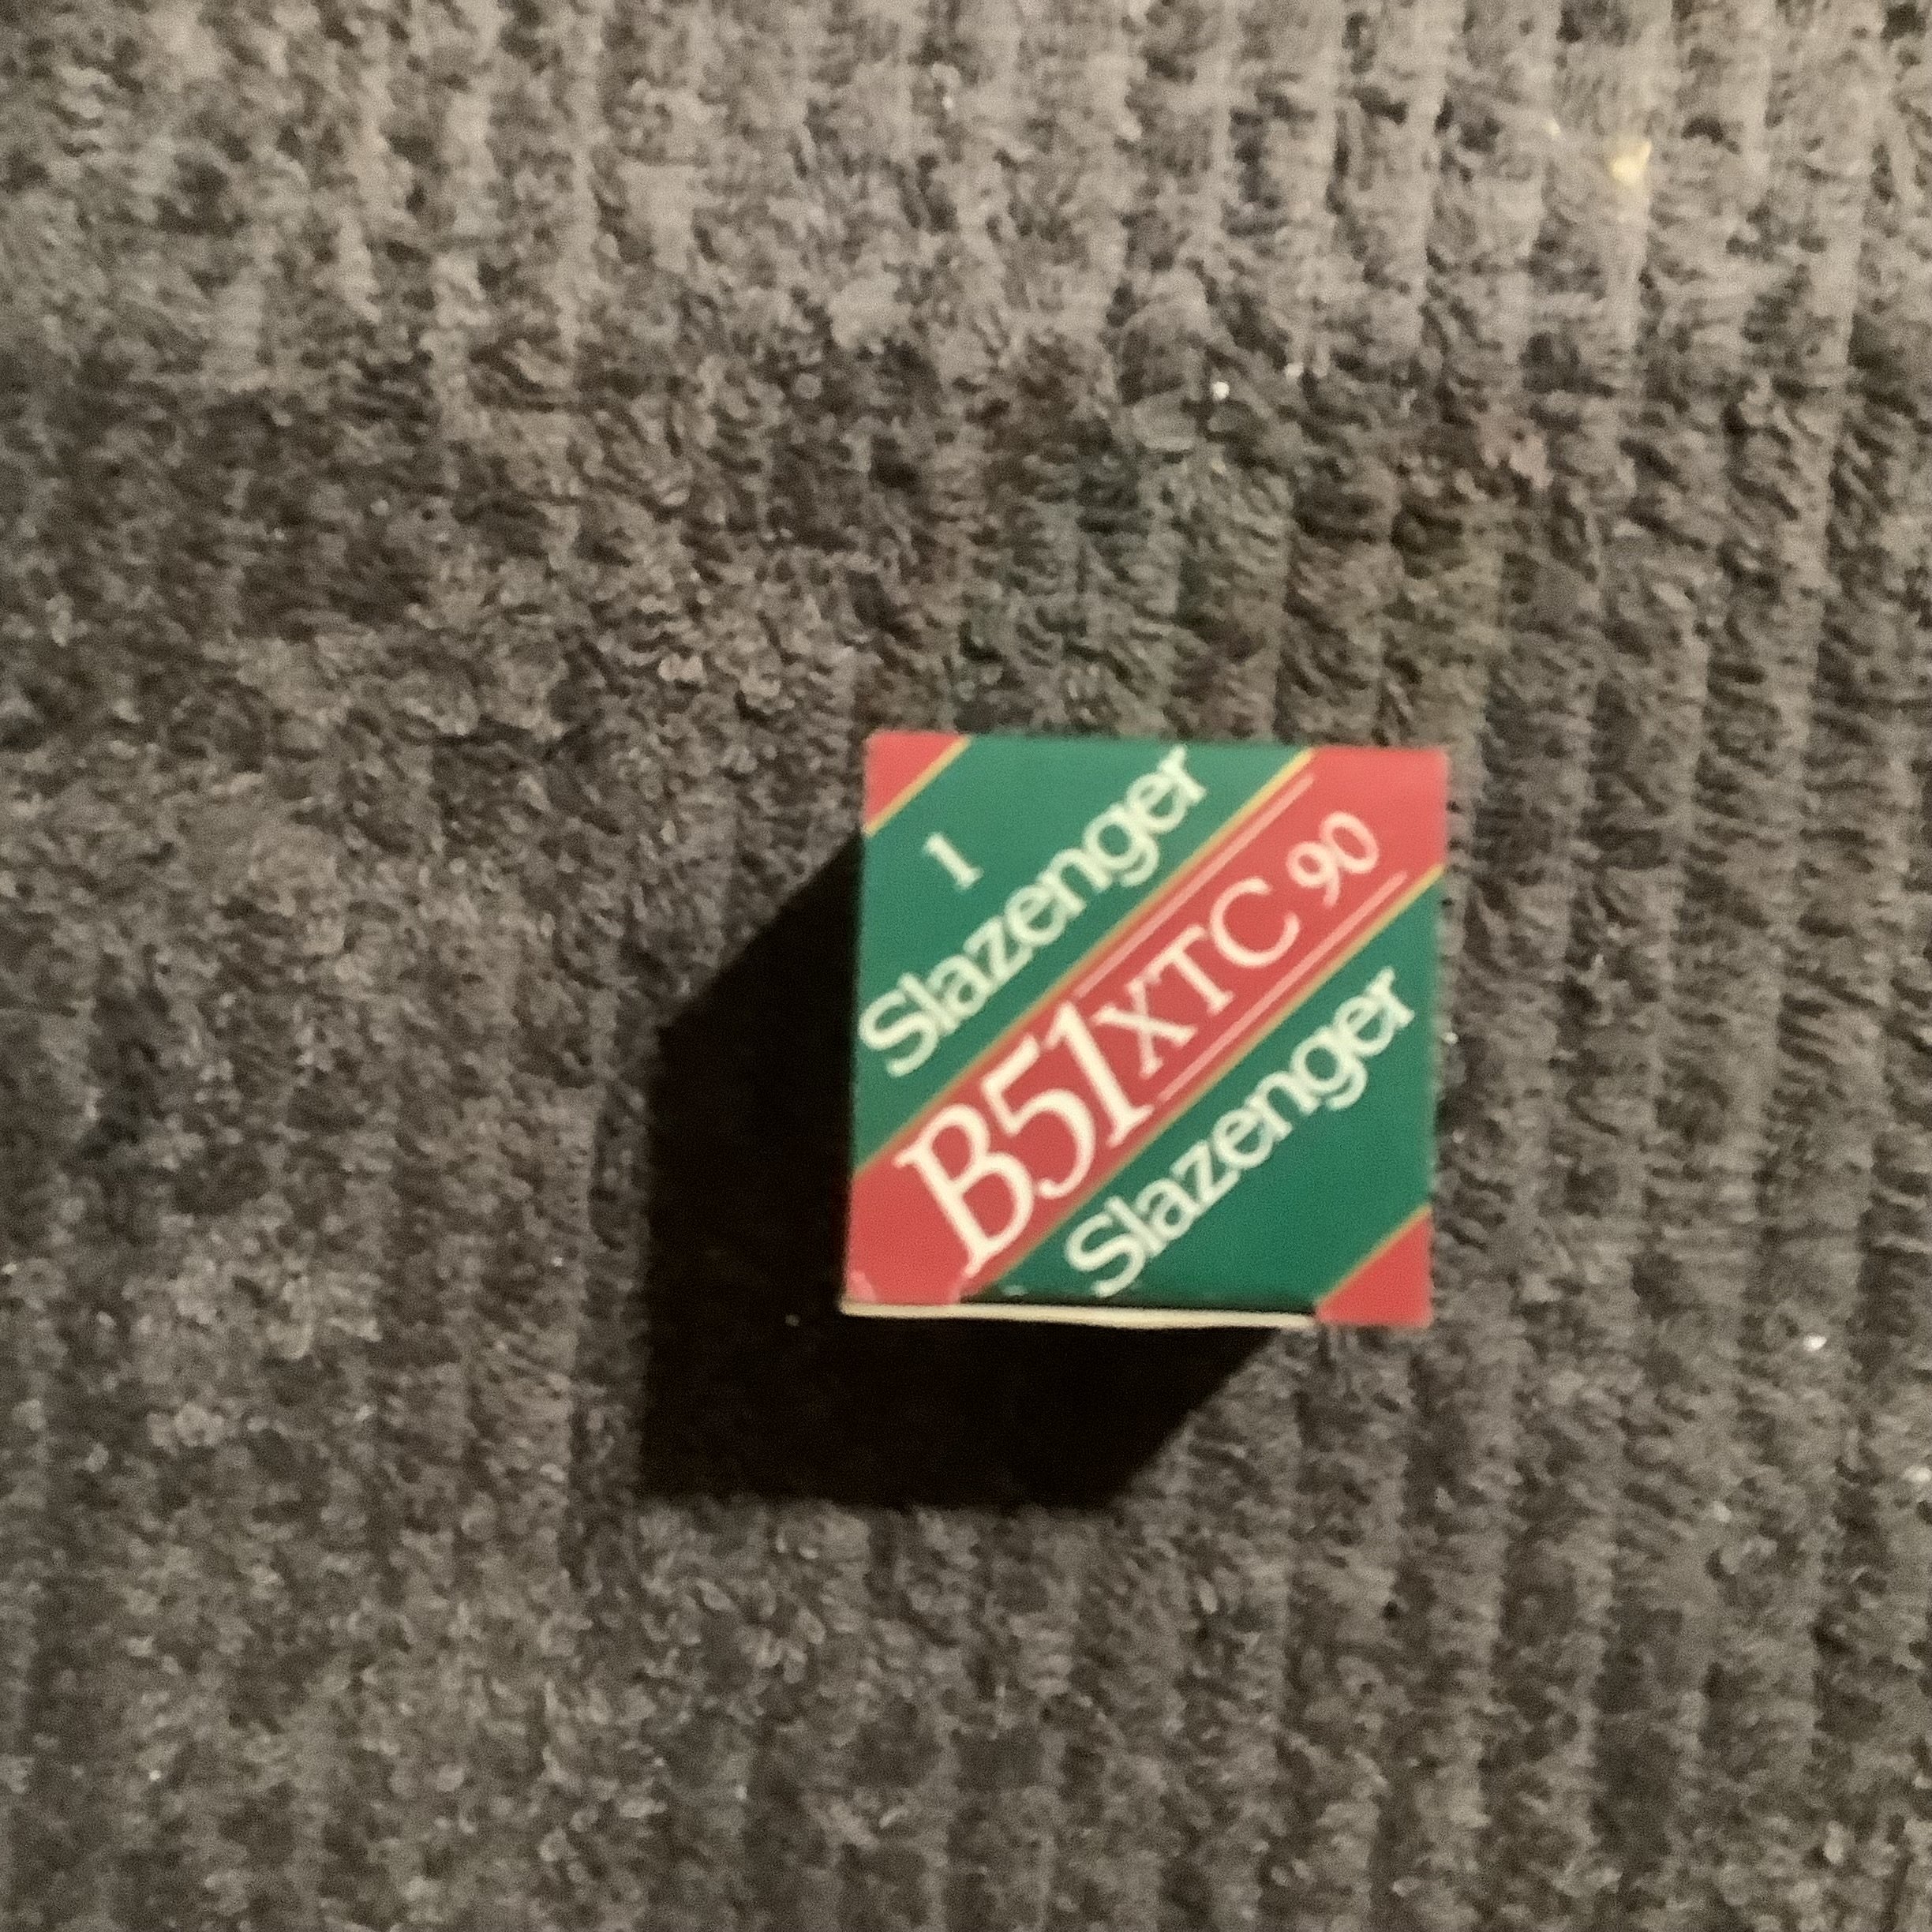 1
Slazenger
B51 XTC 90
Slazenger